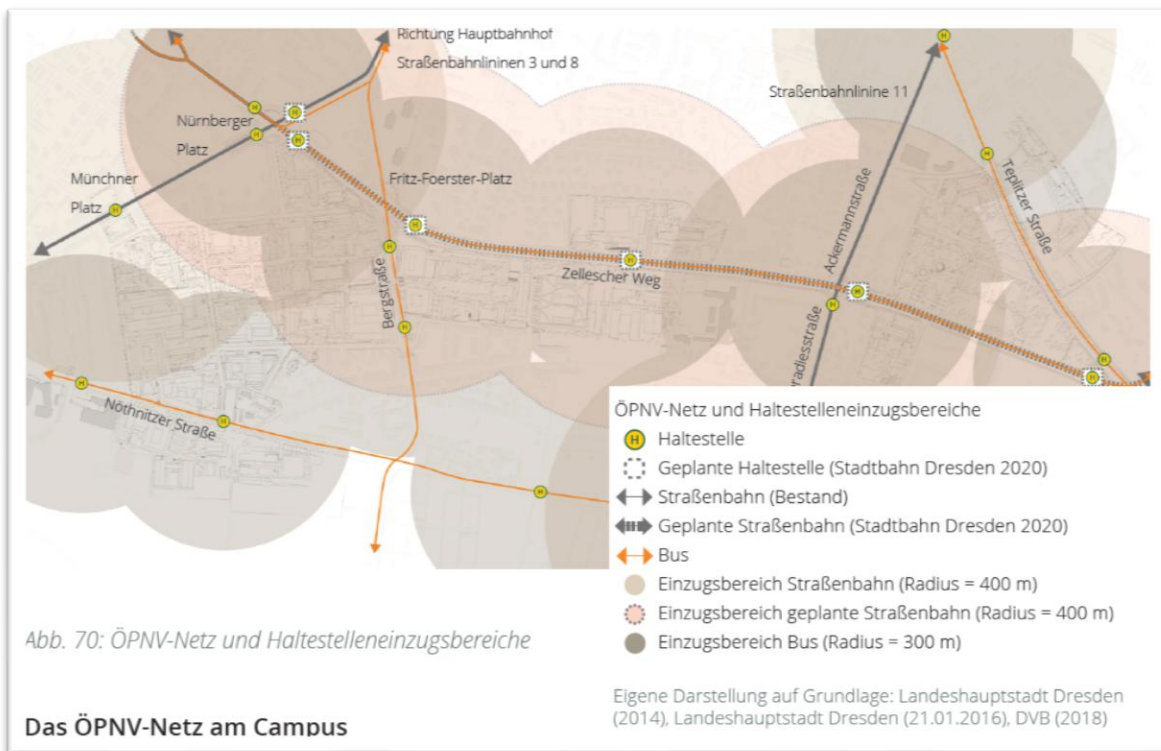 Richtung Hauptbahnhof
Straßenbahnlininen 3 und 8
Straßenbahnlinine 11
Nürnberger
Platz
Münchner
Platz
Fritz-Foerster-Platz
Teplitzer Straße
Ackermannstraße
Zellescher Weg
Bergstraße
Nöthnitzer Straße
ÖPNV-Netz und Haltestelleneinzugsbereiche
H Haltestelle
Geplante Haltestelle (Stadtbahn Dresden 2020)
Straßenbahn (Bestand)
Geplante Straßenbahn (Stadtbahn Dresden 2020)
Bus
Einzugsbereich Straßenbahn (Radius = 400 m)
Einzugsbereich geplante Straßenbahn (Radius = 400 m)
Einzugsbereich Bus (Radius = 300 m)
Abb. 70: ÖPNV-Netz und Haltestelleneinzugsbereiche
Eigene Darstellung auf Grundlage: Landeshauptstadt Dresden
(2014), Landeshauptstadt Dresden (21.01.2016), DVB (2018)
Das ÖPNV-Netz am Campus